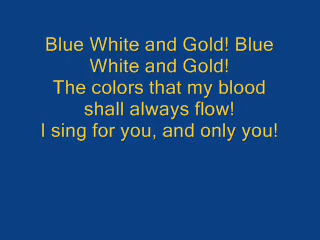 Blue White and Gold! Blue
White and Gold!
The colors that my blood
shall always flow!
I sing for you, and only you!